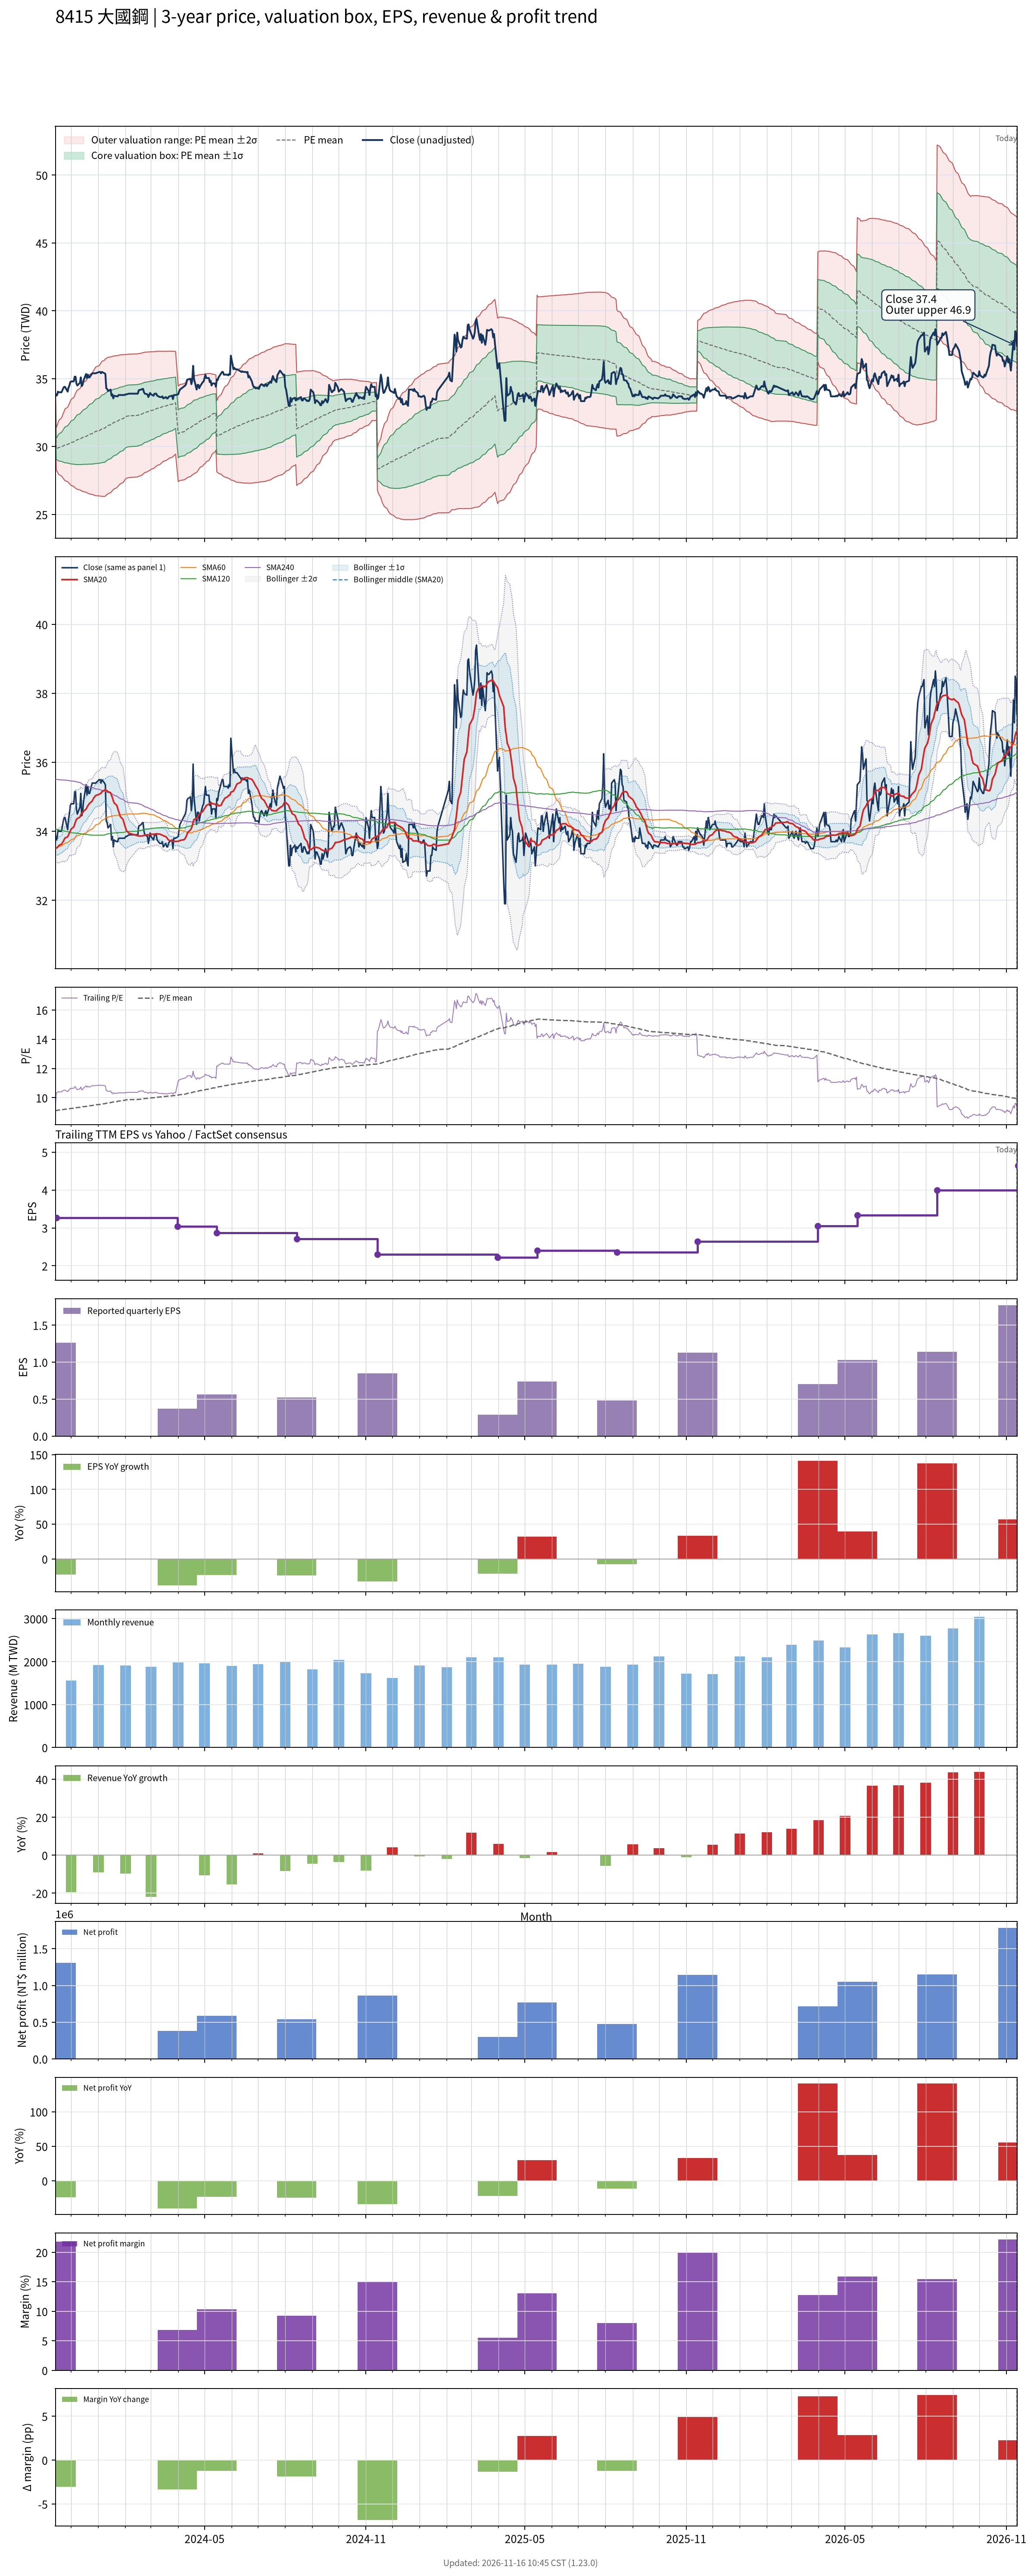 8415 大國鋼 | 3-year price, valuation box, EPS, revenue & profit trend
Outer valuation range: PE mean ±2σ
Core valuation box: PE mean ±1σ
PE mean
Close (unadjusted)
Today
Price (TWD)
50
45
40
35
30
25
Close 37.4
Outer upper 46.9
Close (same as panel 1)
SMA20
SMA60
SMA120
SMA240
Bollinger ±2σ
Bollinger ±1σ
Bollinger middle (SMA20)
Price
40
38
36
34
32
Trailing P/E
P/E mean
P/E
16
14
12
10
Trailing TTM EPS vs Yahoo / FactSet consensus
Today
EPS
5
4
3
2
Reported quarterly EPS
EPS
1.5
1.0
0.5
0.0
EPS YoY growth
YoY (%)
150
100
50
0
Monthly revenue
Revenue (M TWD)
3000
2000
1000
0
Revenue YoY growth
YoY (%)
40
20
0
-20
Month
1e6
Net profit
Net profit (NT$ million)
1.5
1.0
0.5
0.0
Net profit YoY
YoY (%)
100
50
0
Net profit margin
Margin (%)
20
15
10
5
0
Margin YoY change
Δ margin (pp)
5
0
-5
2024-05
2024-11
2025-05
2025-11
2026-05
2026-11
Updated: 2026-11-16 10:45 CST (1.23.0)